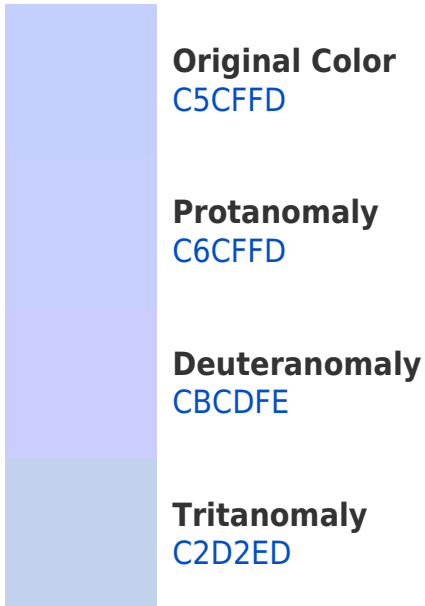 Original Color
C5CFFD
Protanomaly
C6CFFD
Deuteranomaly
CBCDFE
Tritanomaly
C2D2ED